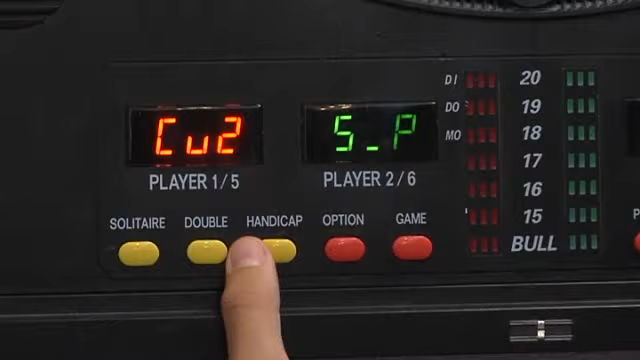 Cu2
5_P
PLAYER 1/5
PLAYER 2/6
SOLITAIRE
DOUBLE
HANDICAP
OPTION
GAME
DI
DO
MO
20
19
18
17
16
15
BULL
P